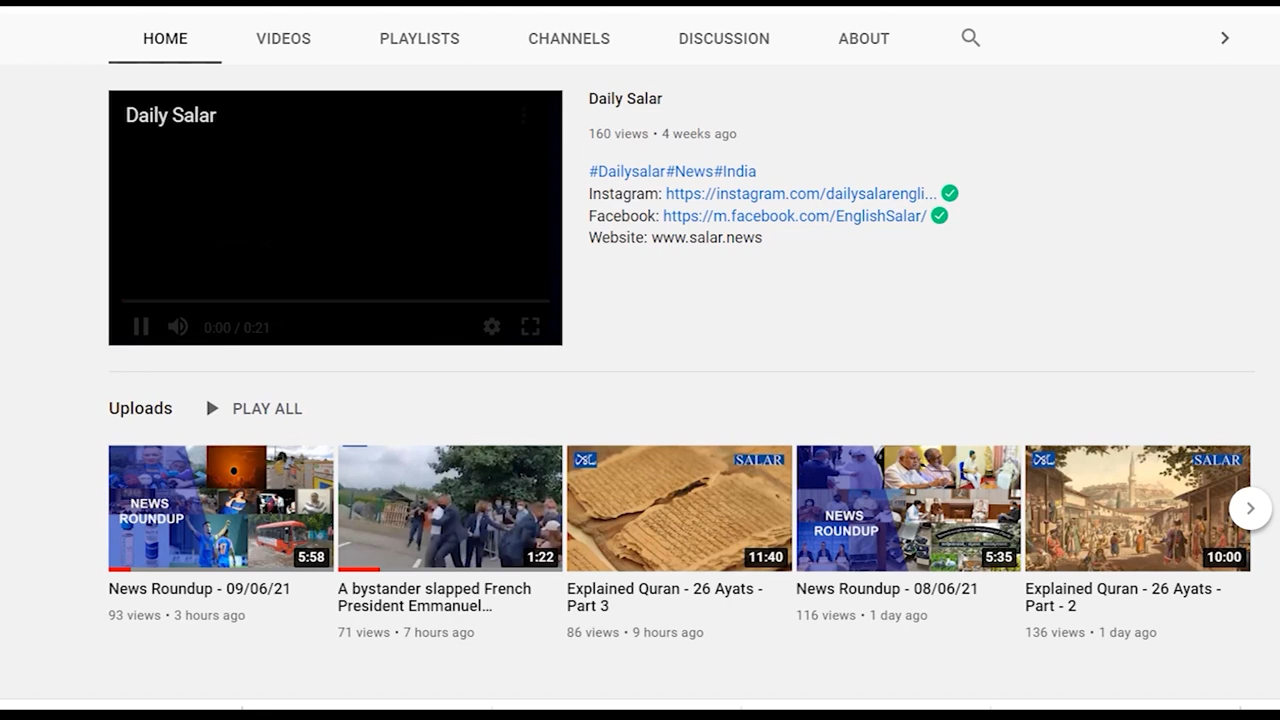 HOME VIDEOS PLAYLISTS CHANNELS DISCUSSION ABOUT
Daily Salar
0:00 / 0:21
Daily Salar
160 views • 4 weeks ago
#Dailysalar#News#India
Instagram: https://instagram.com/dailysalarengli...
Facebook: https://m.facebook.com/EnglishSalar/
Website: www.salar.news
Uploads PLAY ALL
NEWS
ROUNDUP
5:58
News Roundup - 09/06/21
93 views • 3 hours ago
1:22
A bystander slapped French
President Emmanuel...
71 views • 7 hours ago
SALAR
11:40
Explained Quran - 26 Ayats -
Part 3
86 views • 9 hours ago
NEWS
ROUNDUP
5:35
News Roundup - 08/06/21
116 views • 1 day ago
SALAR
10:00
Explained Quran - 26 Ayats -
Part - 2
136 views • 1 day ago